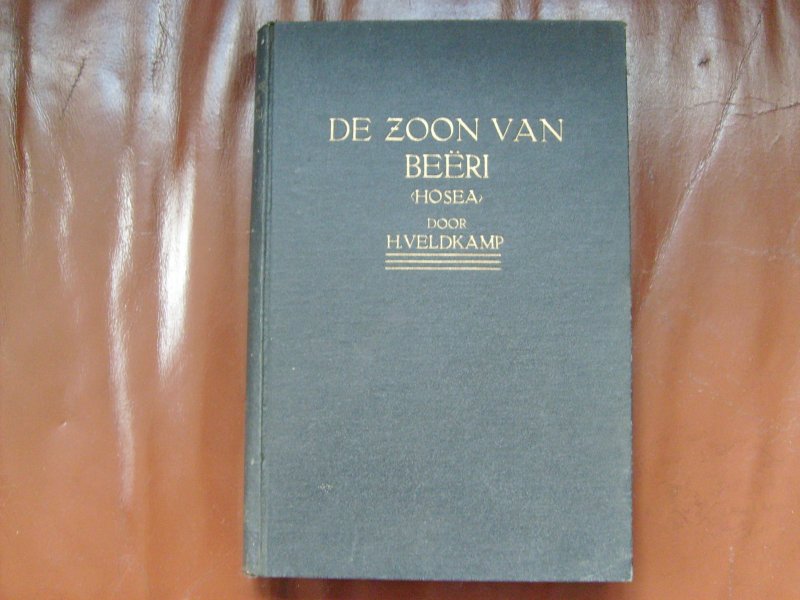 DE ZOON VAN
BEËRI
‹HOSEA›
DOOR
H.VELDKAMP